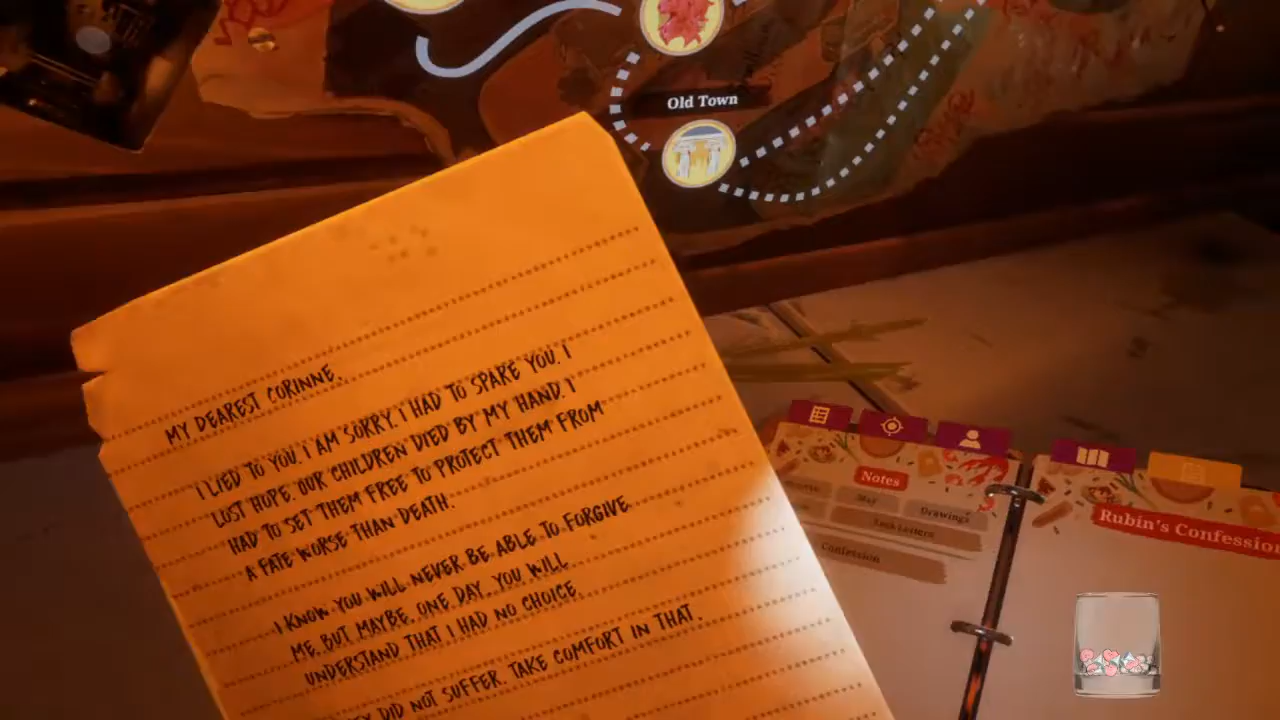 Old Town
MY DEAREST CORINNE,
I LIED TO YOU. I AM SORRY. I HAD TO SPARE YOU. I
LOST HOPE. OUR CHILDREN DIED BY MY HAND. I
HAD TO SET THEM FREE TO PROTECT THEM FROM
A FATE WORSE THAN DEATH.
I KNOW YOU WILL NEVER BE ABLE TO FORGIVE
ME, BUT MAYBE, ONE DAY, YOU WILL
UNDERSTAND THAT I HAD NO CHOICE.
DID NOT SUFFER. TAKE COMFORT IN THAT.
Notes
Map
Drawings
Letters
Confession
Rubin's Confession